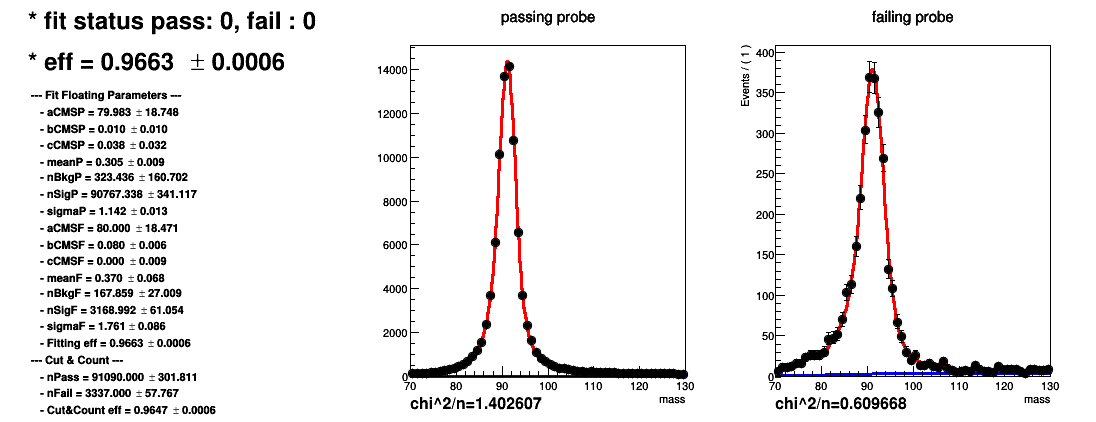 * fit status pass: 0, fail : 0
* eff = 0.9663 ± 0.0006
--- Fit Floating Parameters ---
- aCMSP = 79.983 ± 18.748
- bCMSP = 0.010 ± 0.010
- cCMSP = 0.038 ± 0.032
- meanP = 0.305 ± 0.009
- nBkgP = 323.436 ± 160.702
- nSigP = 90767.338 ± 341.117
- sigmaP = 1.142 ± 0.013
- aCMSF = 80.000 ± 18.471
- bCMSF = 0.080 ± 0.006
- cCMSF = 0.000 ± 0.009
- meanF = 0.370 ± 0.068
- nBkgF = 167.859 ± 27.009
- nSigF = 3168.992 ± 61.054
- sigmaF = 1.761 ± 0.086
- Fitting eff = 0.9663 ± 0.0006
--- Cut & Count ---
- nPass = 91090.000 ± 301.811
- nFail = 3337.000 ± 57.767
- Cut&Count eff = 0.9647 ± 0.0006
passing probe
14000
12000
10000
8000
6000
4000
2000
0
70 80 90 100 110 120 130
mass
chi^2/n=1.402607
failing probe
Events / ( 1 )
400
350
300
250
200
150
100
50
0
70 80 90 100 110 120 130
mass
chi^2/n=0.609668